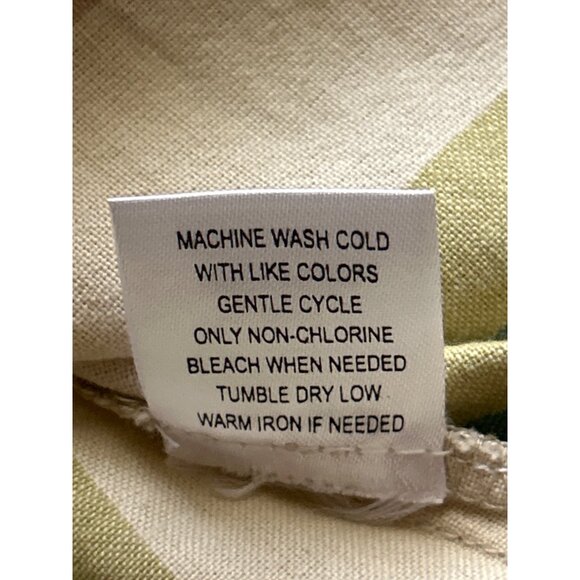 MACHINE WASH COLD
WITH LIKE COLORS
GENTLE CYCLE
ONLY NON-CHLORINE
BLEACH WHEN NEEDED
TUMBLE DRY LOW
WARM IRON IF NEEDED